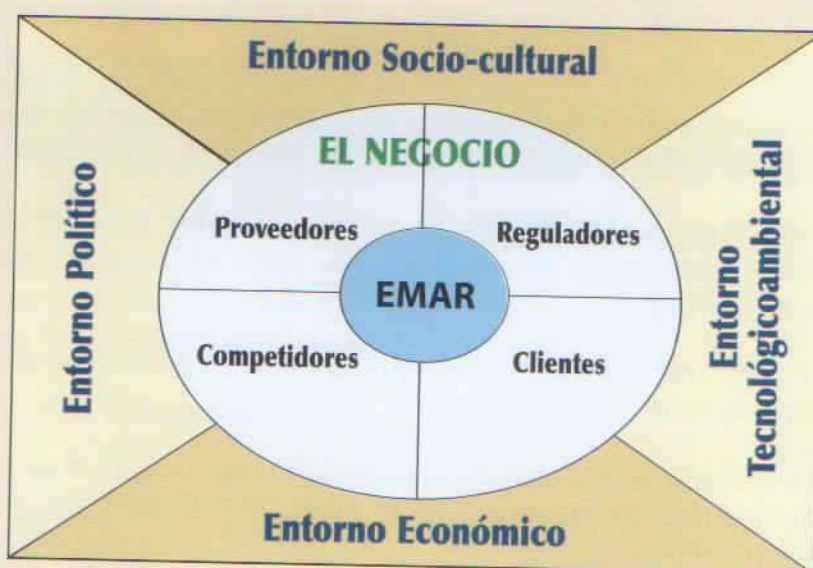 Entorno Socio-cultural
EL NEGOCIO
Entorno Político
Proveedores
Reguladores
EMAR
Competidores
Clientes
Entorno
Tecnológicoambiental
Entorno Económico